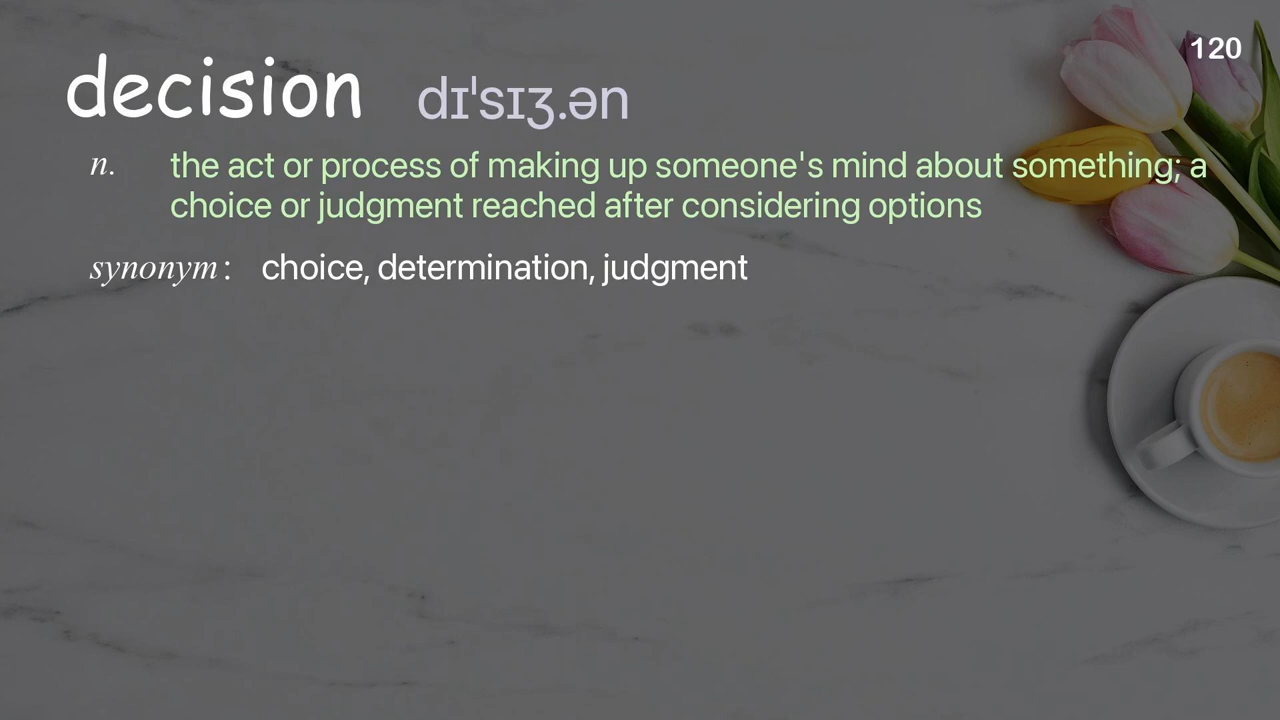 120
decision dɪˈsɪʒ.ən
n. the act or process of making up someone's mind about something; a
choice or judgment reached after considering options
synonym: choice, determination, judgment